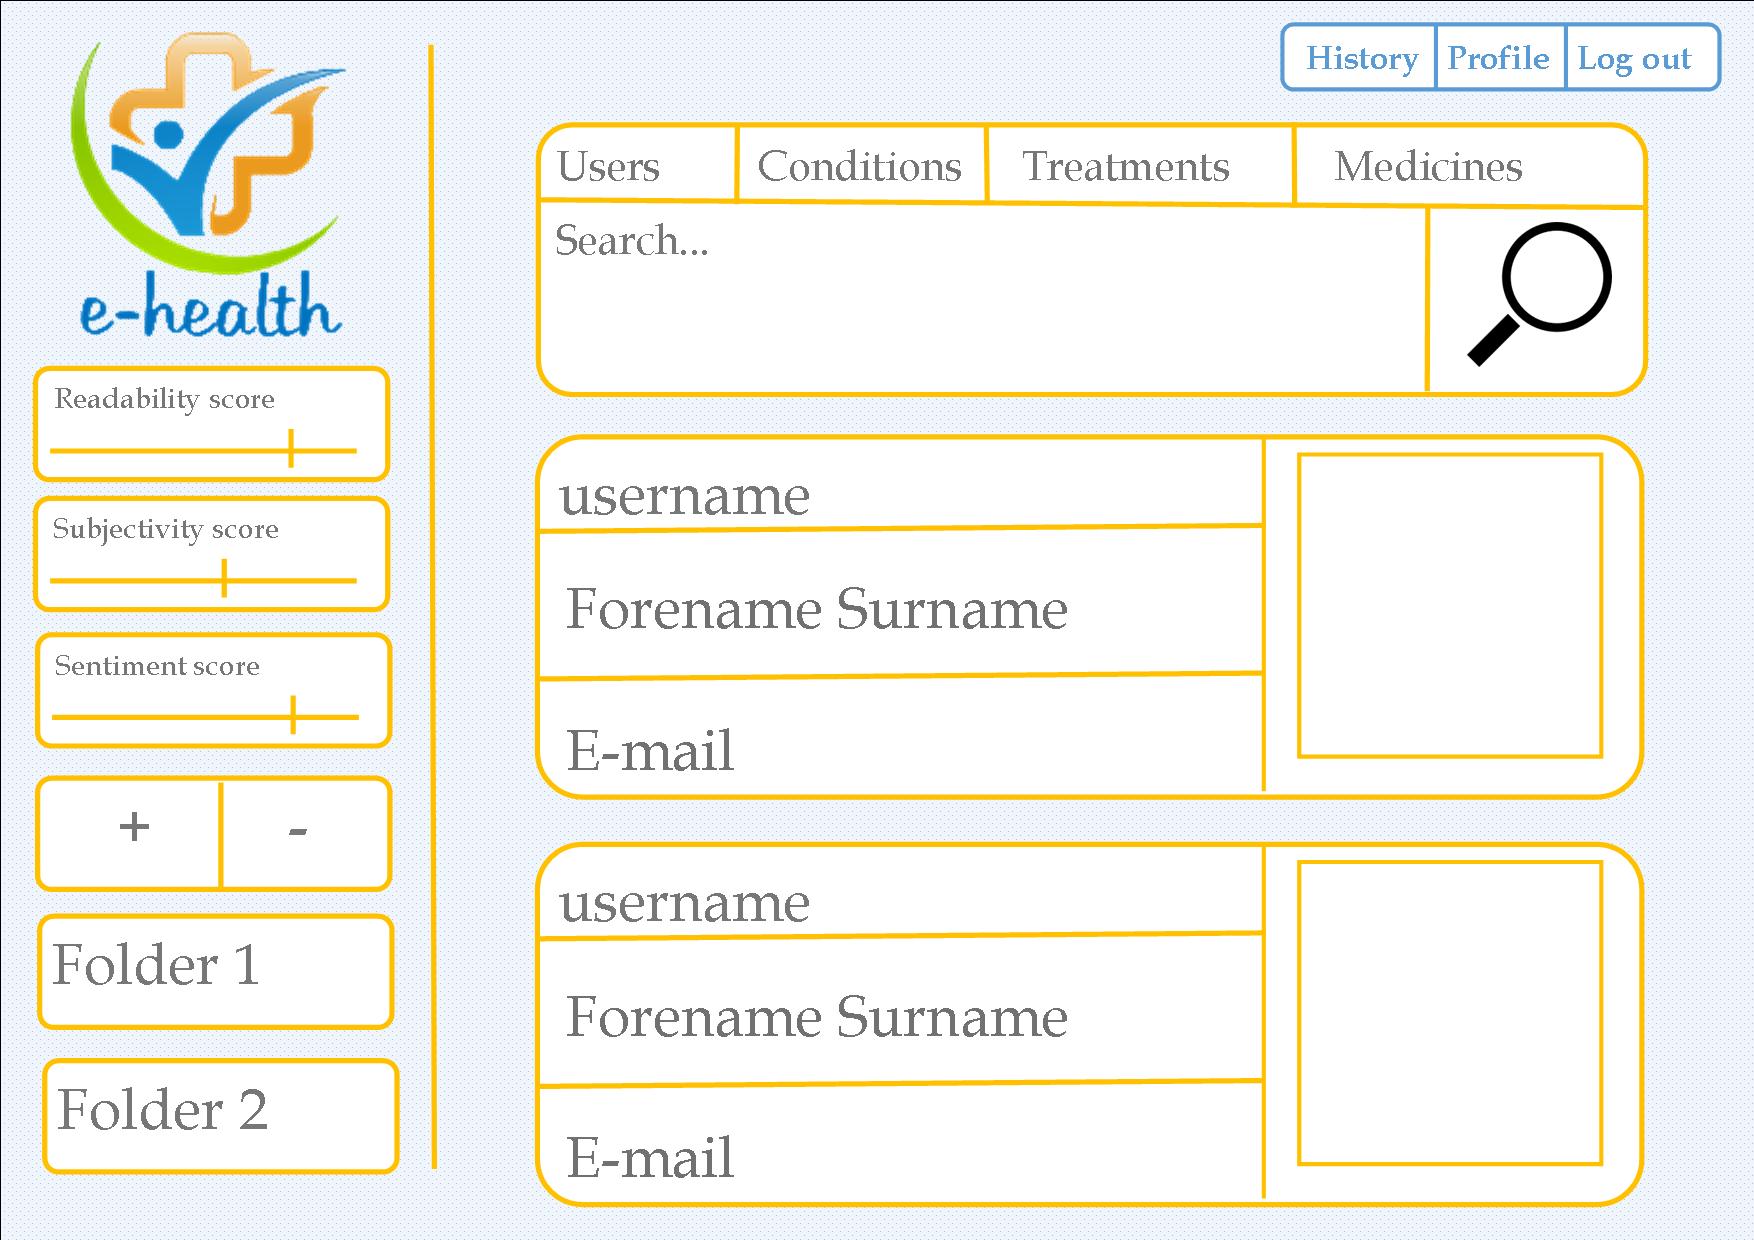 e-health
History Profile Log out
Users Conditions Treatments Medicines
Search...
Readability score
Subjectivity score
Sentiment score
+ -
Folder 1
Folder 2
username
Forename Surname
E-mail
username
Forename Surname
E-mail